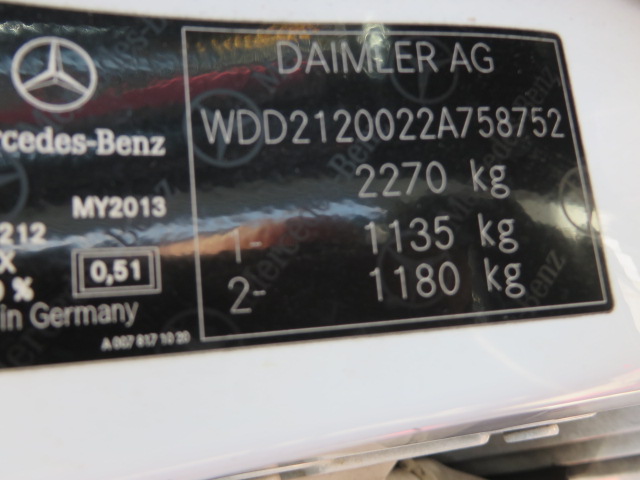 DAIMLER AG
WDD2120022A758752
2270 kg
1- 1135 kg
2- 1180 kg
rcedes-Benz
MY2013
212
X
0,51
%
in Germany
A 007 817 10 20